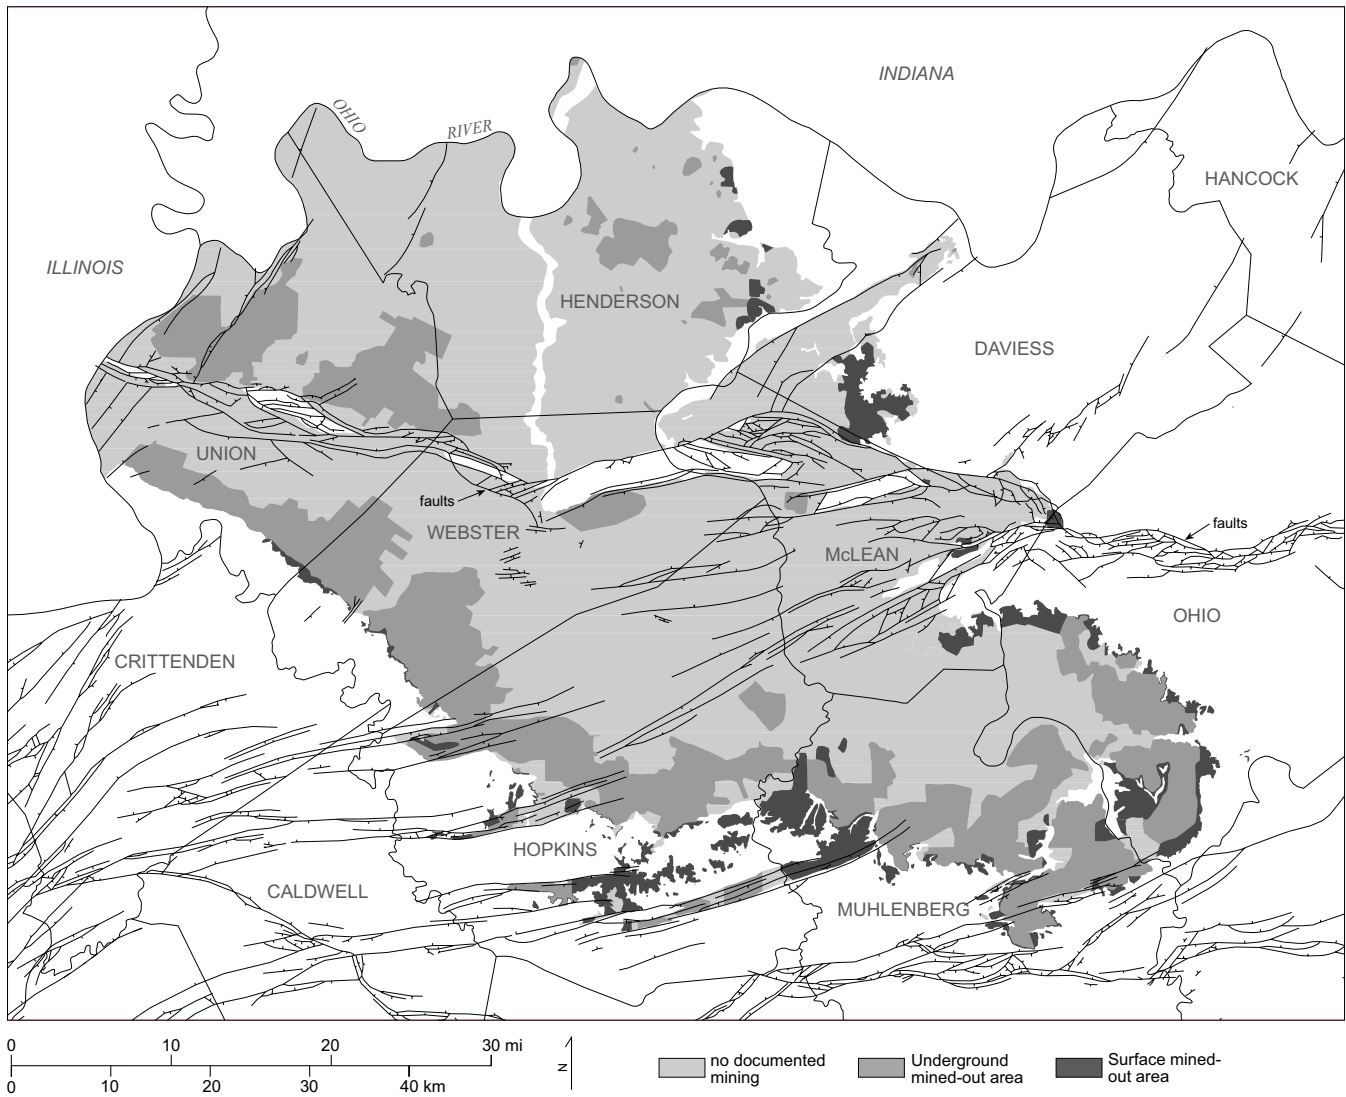 INDIANA
OHIO
RIVER
HANCOCK
ILLINOIS
HENDERSON
DAVIESS
UNION
faults
WEBSTER
faults
McLEAN
OHIO
CRITTENDEN
HOPKINS
CALDWELL
MUHLENBERG
0 10 20 30 mi
0 10 20 30 40 km
N
no documented
mining
Underground
mined-out area
Surface mined-
out area